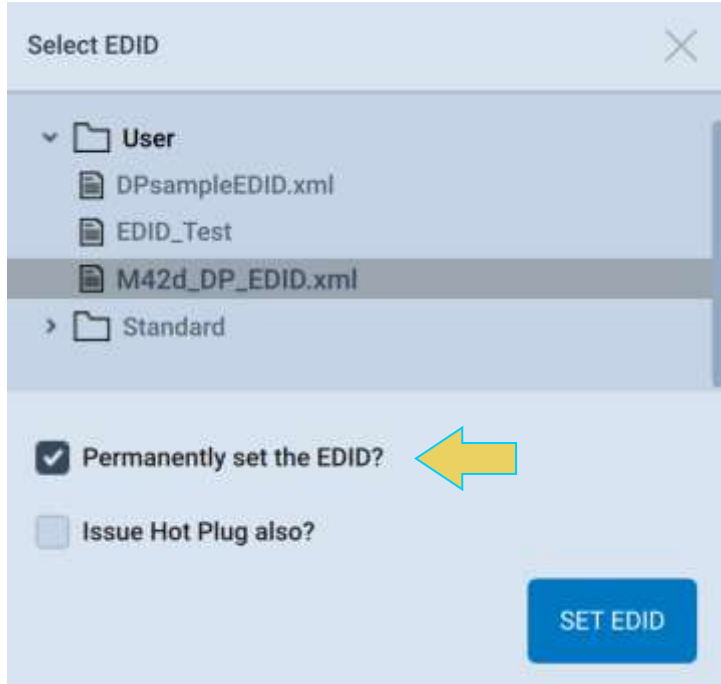 Select EDID
User
DPsampleEDID.xml
EDID_Test
M42d_DP_EDID.xml
Standard
Permanently set the EDID?
Issue Hot Plug also?
SET EDID